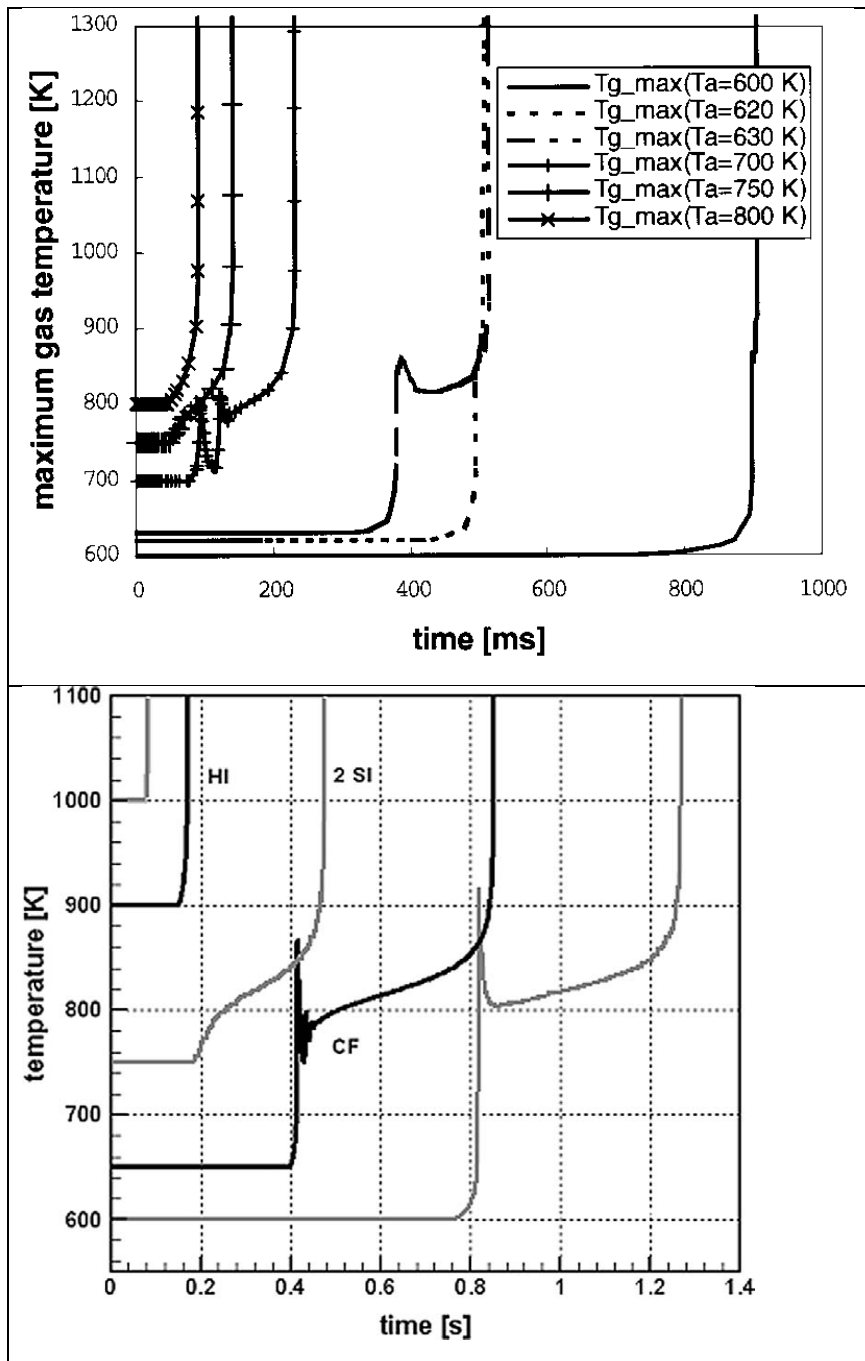 1300
1200
1100
1000
900
800
700
600
maximum gas temperature [K]
Tg_max(Ta=600 K)
Tg_max(Ta=620 K)
Tg_max(Ta=630 K)
Tg_max(Ta=700 K)
Tg_max(Ta=750 K)
Tg_max(Ta=800 K)
0 200 400 600 800 1000
time [ms]
1100
1000
900
800
700
600
temperature [K]
HI
2 SI
CF
0 0.2 0.4 0.6 0.8 1 1.2 1.4
time [s]